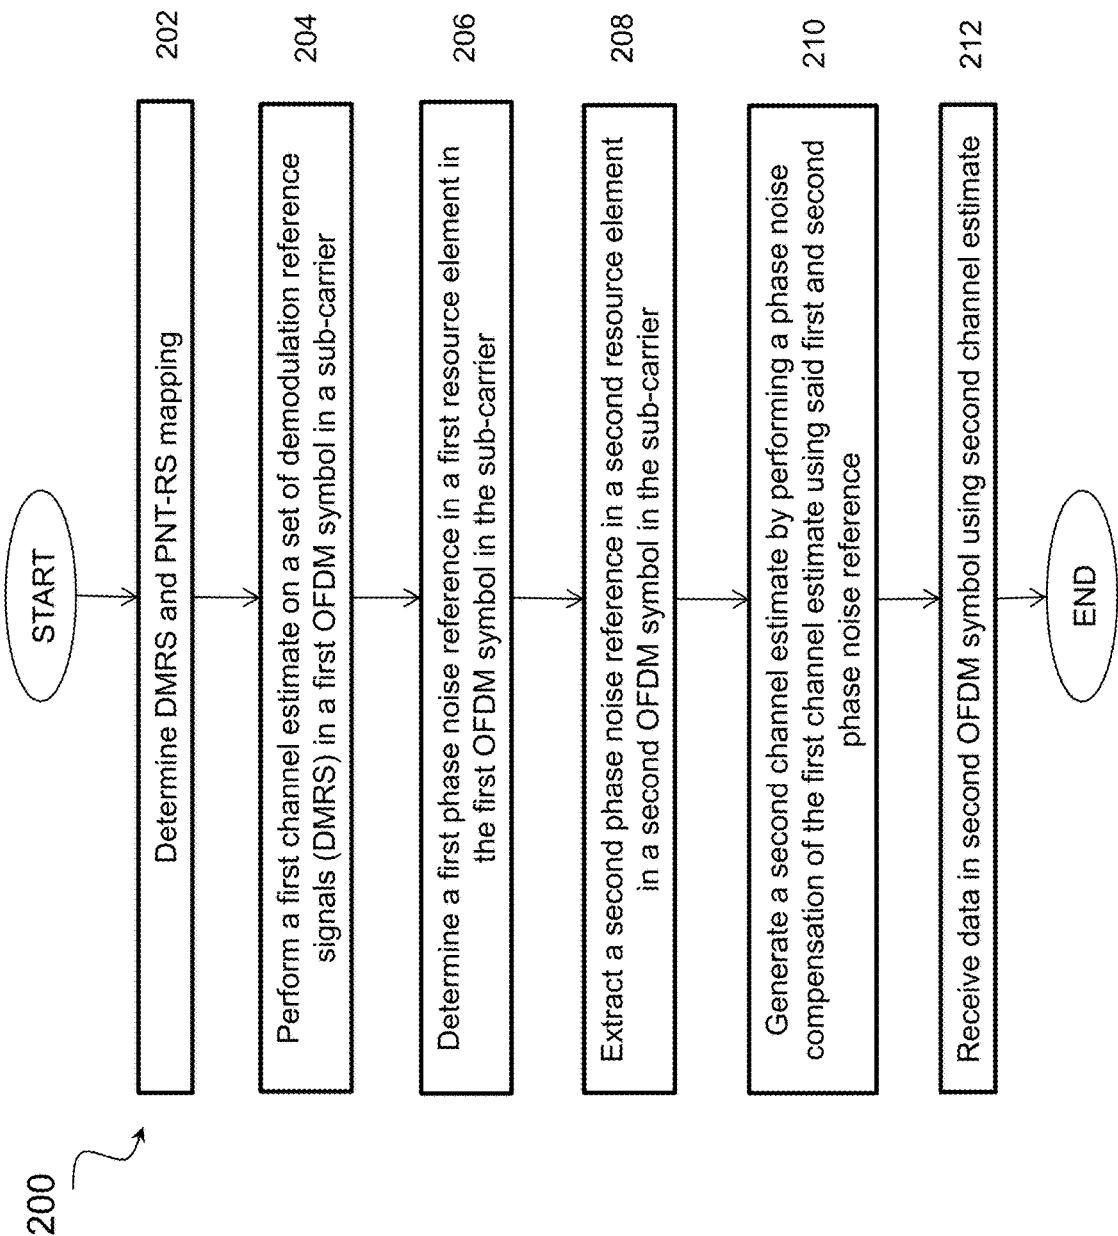 200
START
Determine DMRS and PNT-RS mapping
202
Perform a first channel estimate on a set of demodulation reference
signals (DMRS) in a first OFDM symbol in a sub-carrier
204
Determine a first phase noise reference in a first resource element in
the first OFDM symbol in the sub-carrier
206
Extract a second phase noise reference in a second resource element
in a second OFDM symbol in the sub-carrier
208
Generate a second channel estimate by performing a phase noise
compensation of the first channel estimate using said first and second
phase noise reference
210
Receive data in second OFDM symbol using second channel estimate
212
END